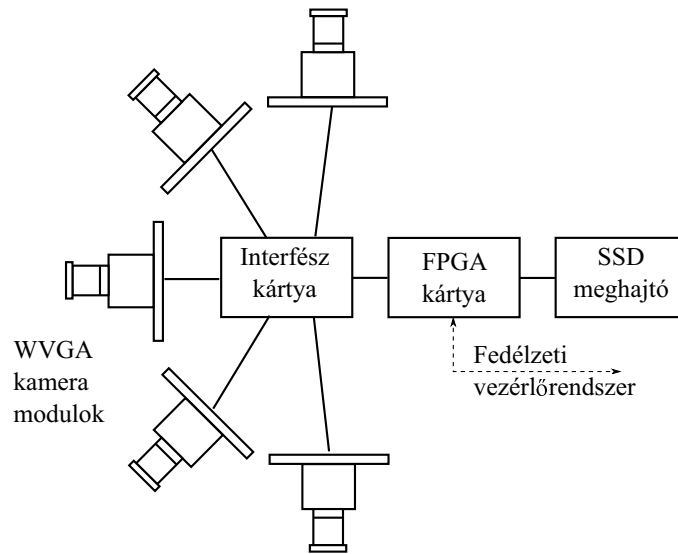 Interfész
kártya
FPGA
kártya
SSD
meghajtó
WVGA
kamera
modulok
Fedélzeti
vezérlőrendszer